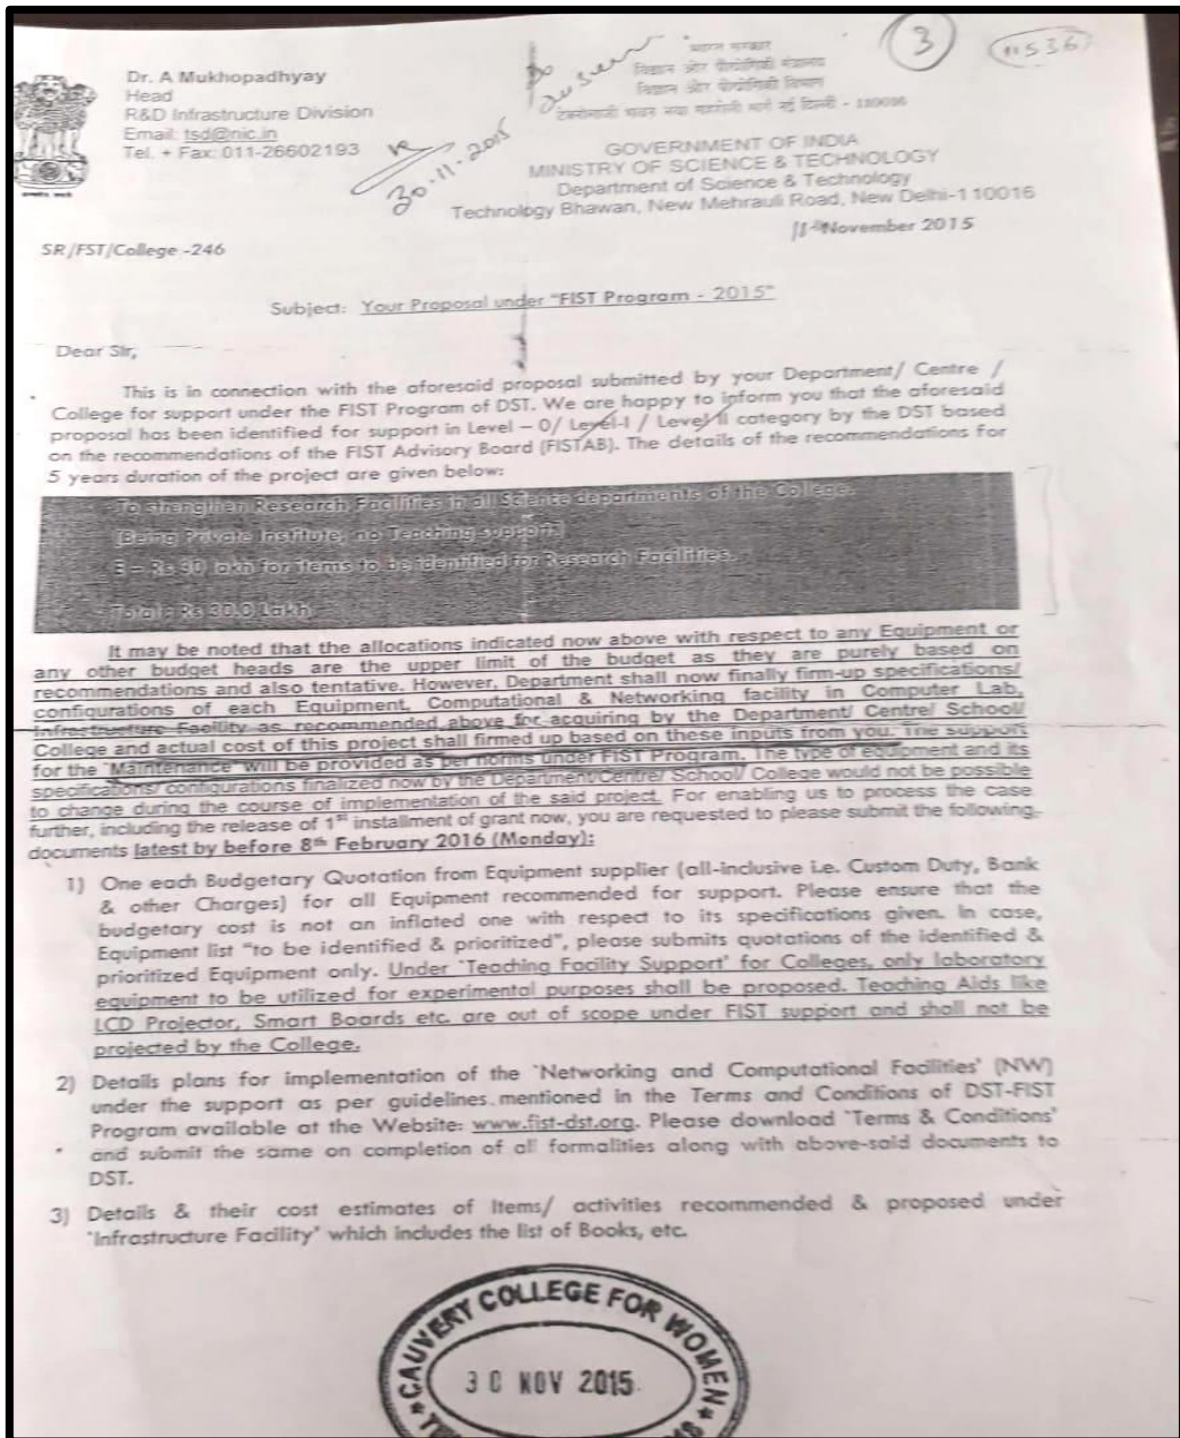 3
11536
Dr. A Mukhopadhyay
Head
R&D Infrastructure Division
Email: tsd@nic.in
Tel. + Fax: 011-26602193
30.11.2015
भारत सरकार
विज्ञान और प्रौद्योगिकी मंत्रालय
विज्ञान और प्रौद्योगिकी विभाग
GOVERNMENT OF INDIA
MINISTRY OF SCIENCE & TECHNOLOGY
Department of Science & Technology
Technology Bhawan, New Mehrauli Road, New Delhi-110016
November 2015
SR/FST/College -246
Subject: Your Proposal under "FIST Program - 2015"
Dear Sir,
This is in connection with the aforesaid proposal submitted by your Department/ Centre /
College for support under the FIST Program of DST. We are happy to inform you that the aforesaid
proposal has been identified for support in Level – 0/ Level-I / Level II category by the DST based
on the recommendations of the FIST Advisory Board (FISTAB). The details of the recommendations for
5 years duration of the project are given below:
To strengthen Research Facilities in all Science departments of the College.
[Being Private Institute, no Teaching support]
E – Rs 30 lakh for items to be identified for Research Facilities.
Total: Rs 30.0 Lakh
It may be noted that the allocations indicated now above with respect to any Equipment or
any other budget heads are the upper limit of the budget as they are purely based on
recommendations and also tentative. However, Department shall now finally firm-up specifications/
configurations of each Equipment, Computational & Networking facility in Computer Lab,
Infrastructure Facility as recommended above for acquiring by the Department/ Centre/ School/
College and actual cost of this project shall firmed up based on these inputs from you. The support
for the 'Maintenance' will be provided as per norms under FIST Program. The type of equipment and its
specifications/ configurations finalized now by the Department/Centre/ School/ College would not be possible
to change during the course of implementation of the said project. For enabling us to process the case
further, including the release of 1st installment of grant now, you are requested to please submit the following
documents latest by before 8th February 2016 (Monday):
1) One each Budgetary Quotation from Equipment supplier (all-inclusive i.e. Custom Duty, Bank
& other Charges) for all Equipment recommended for support. Please ensure that the
budgetary cost is not an inflated one with respect to its specifications given. In case,
Equipment list "to be identified & prioritized", please submits quotations of the identified &
prioritized Equipment only. Under 'Teaching Facility Support' for Colleges, only laboratory
equipment to be utilized for experimental purposes shall be proposed. Teaching Aids like
LCD Projector, Smart Boards etc. are out of scope under FIST support and shall not be
projected by the College.
2) Details plans for implementation of the 'Networking and Computational Facilities' (NW)
under the support as per guidelines mentioned in the Terms and Conditions of DST-FIST
Program available at the Website: www.fist-dst.org. Please download 'Terms & Conditions'
and submit the same on completion of all formalities along with above-said documents to
DST.
3) Details & their cost estimates of Items/ activities recommended & proposed under
'Infrastructure Facility' which includes the list of Books, etc.
CAUVERY COLLEGE FOR WOMEN
30 NOV 2015